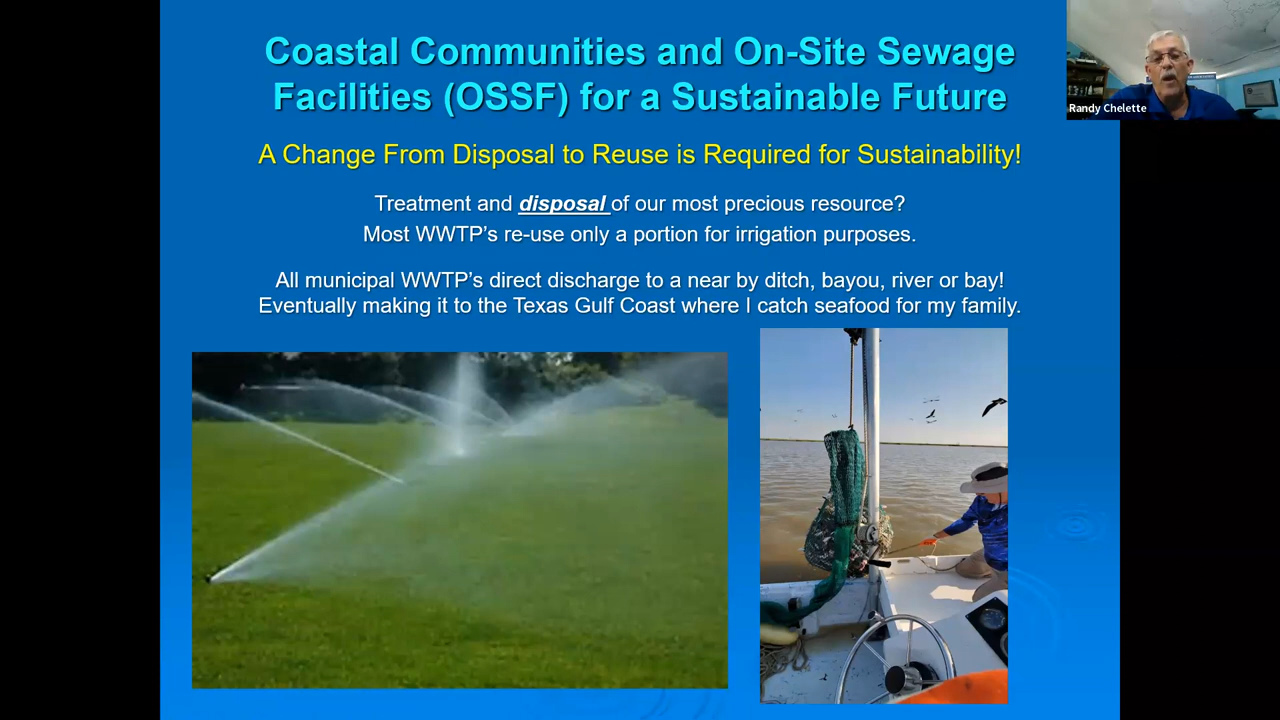 Coastal Communities and On-Site Sewage
Facilities (OSSF) for a Sustainable Future
A Change From Disposal to Reuse is Required for Sustainability!
Treatment and disposal of our most precious resource?
Most WWTP's re-use only a portion for irrigation purposes.
All municipal WWTP's direct discharge to a near by ditch, bayou, river or bay!
Eventually making it to the Texas Gulf Coast where I catch seafood for my family.
Randy Chelette